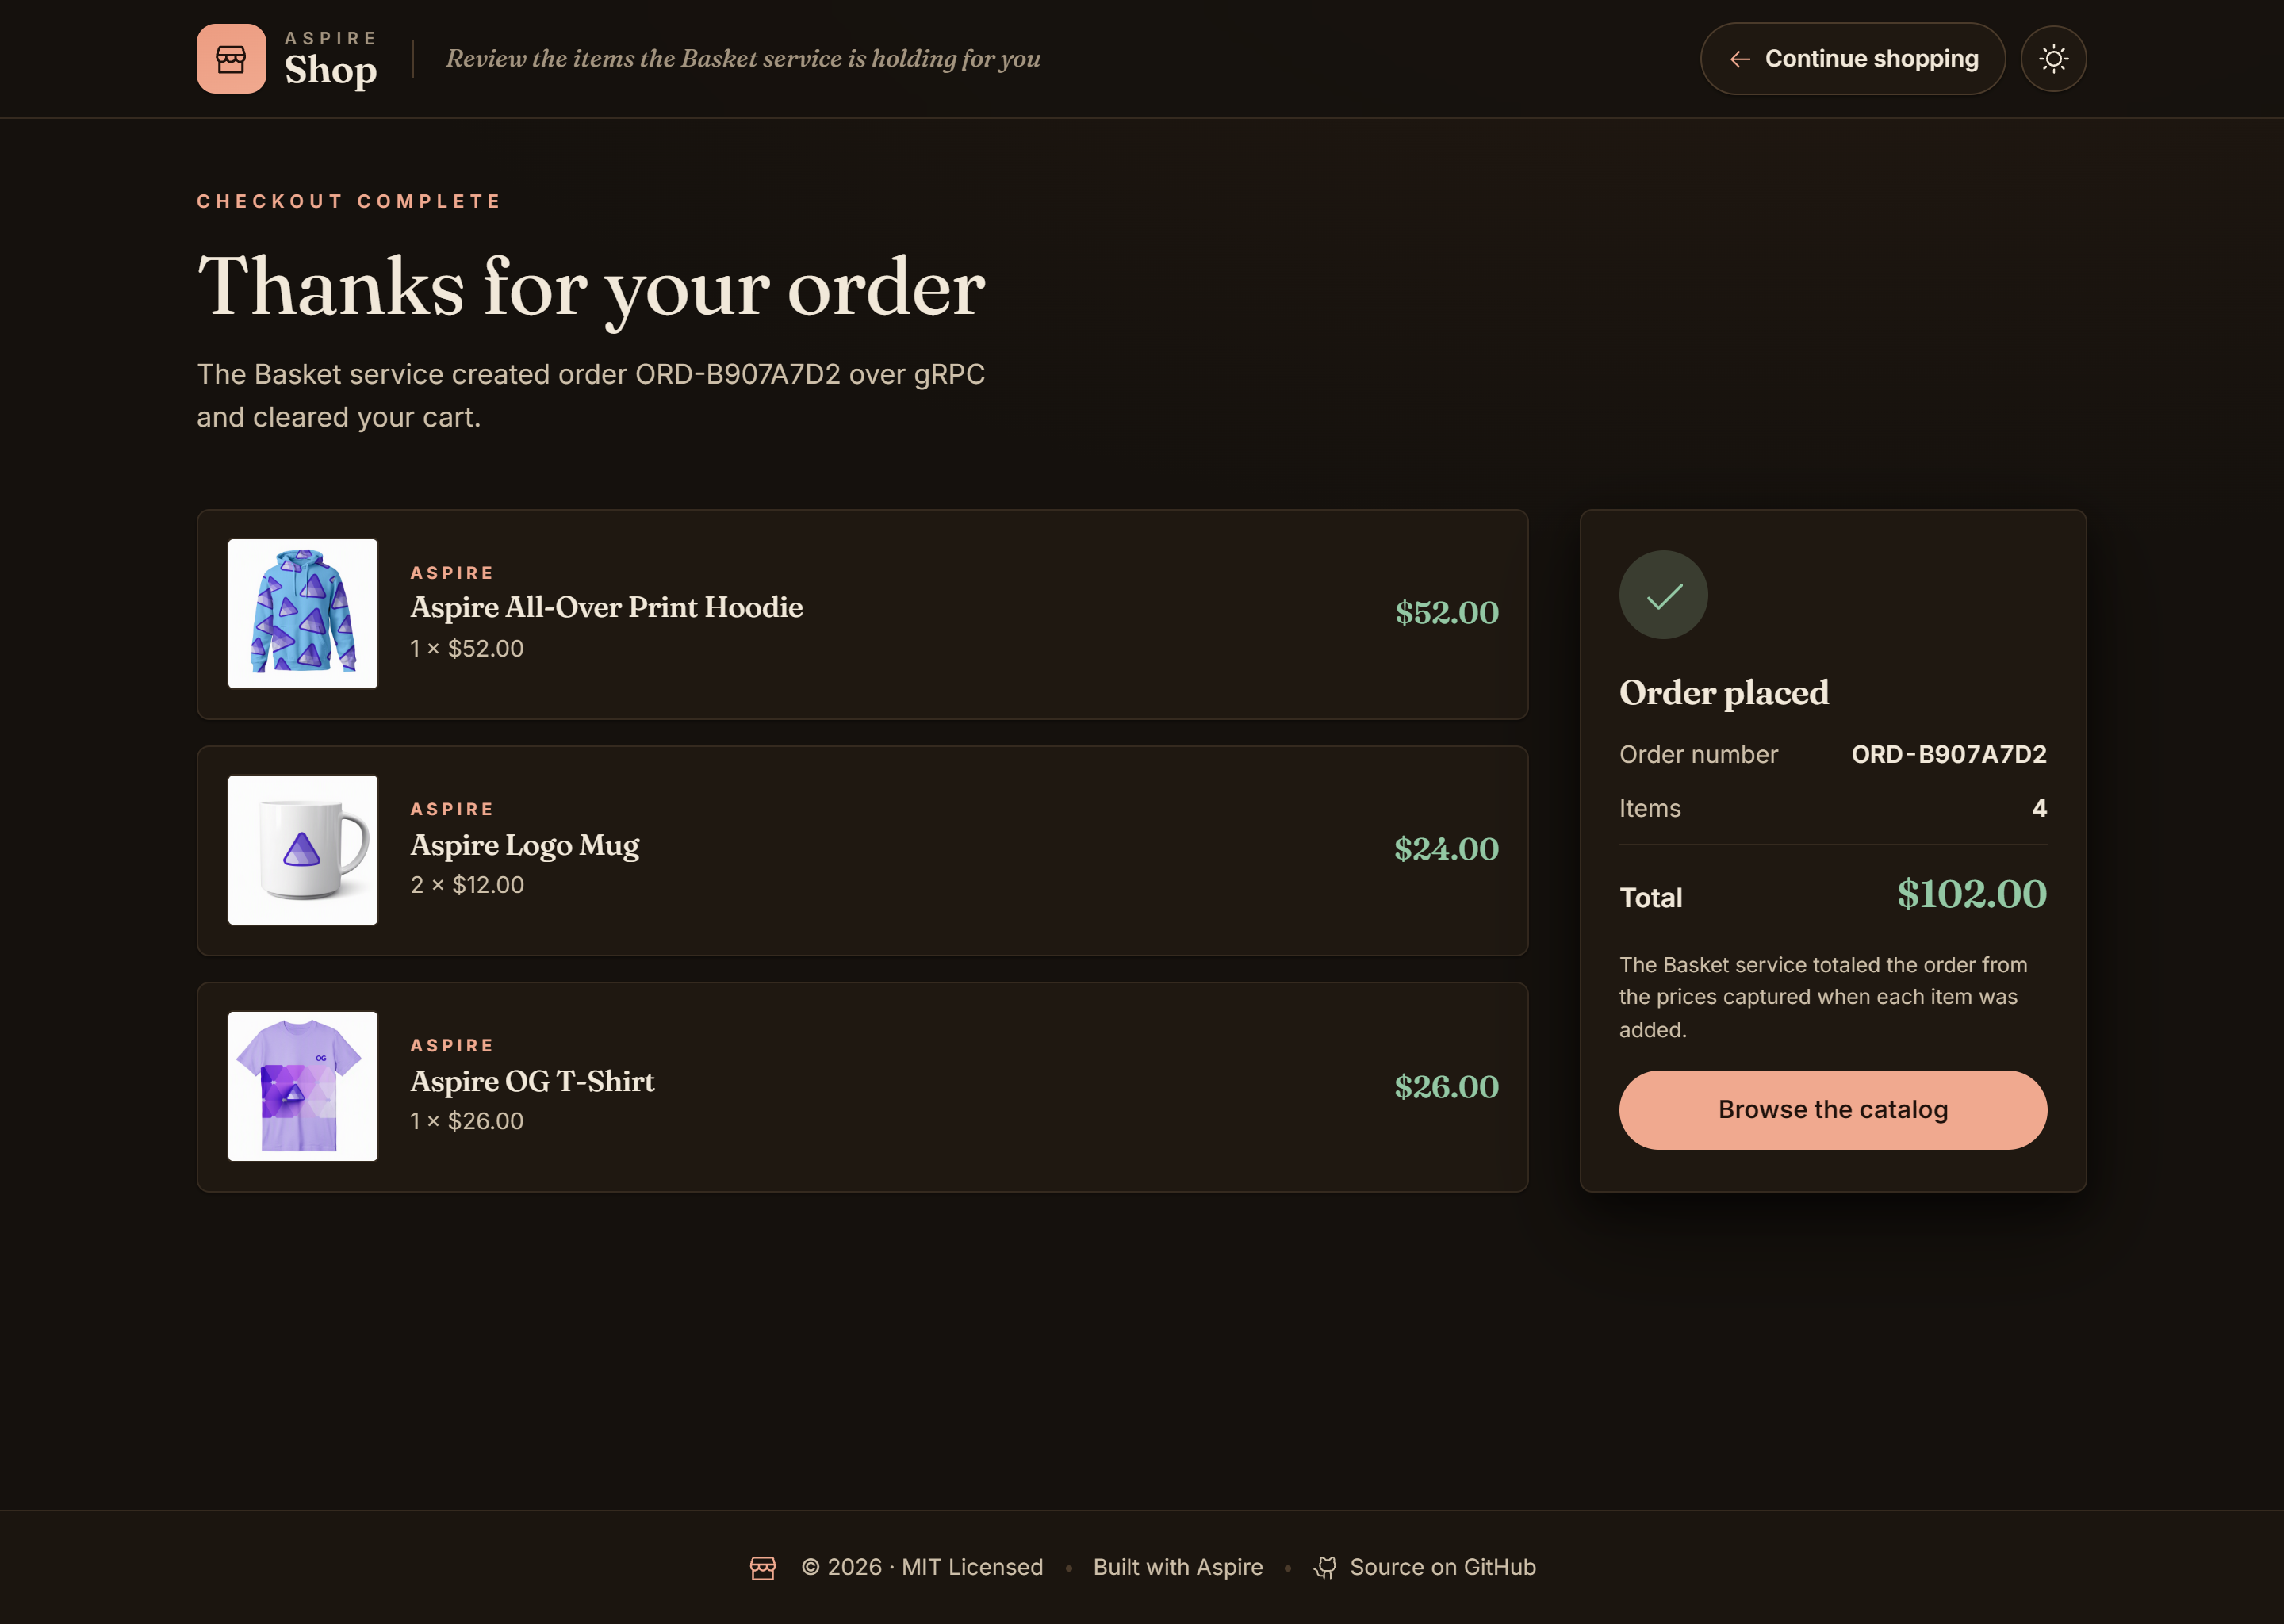 ASPIRE
Shop
Review the items the Basket service is holding for you
Continue shopping
CHECKOUT COMPLETE
Thanks for your order
The Basket service created order ORD-B907A7D2 over gRPC
and cleared your cart.
ASPIRE
Aspire All-Over Print Hoodie
1 × $52.00
$52.00
ASPIRE
Aspire Logo Mug
2 × $12.00
$24.00
OG
ASPIRE
Aspire OG T-Shirt
1 × $26.00
$26.00
Order placed
Order number ORD-B907A7D2
Items 4
Total $102.00
The Basket service totaled the order from
the prices captured when each item was
added.
Browse the catalog
© 2026 · MIT Licensed • Built with Aspire • Source on GitHub